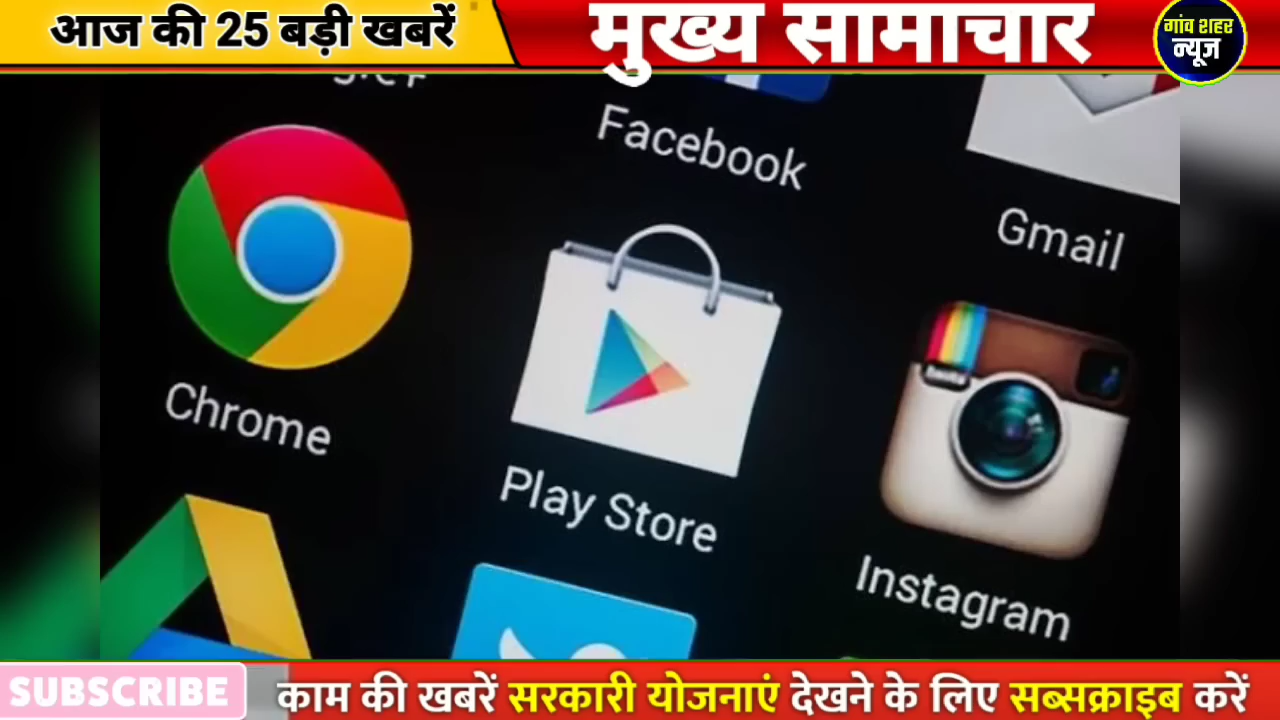 आज की 25 बड़ी खबरें
मुख्य सामाचार
गांव शहर
न्यूज
Facebook
Gmail
Chrome
Play Store
Instagram
SUBSCRIBE
काम की खबरें सरकारी योजनाएं देखने के लिए सब्सक्राइब करें